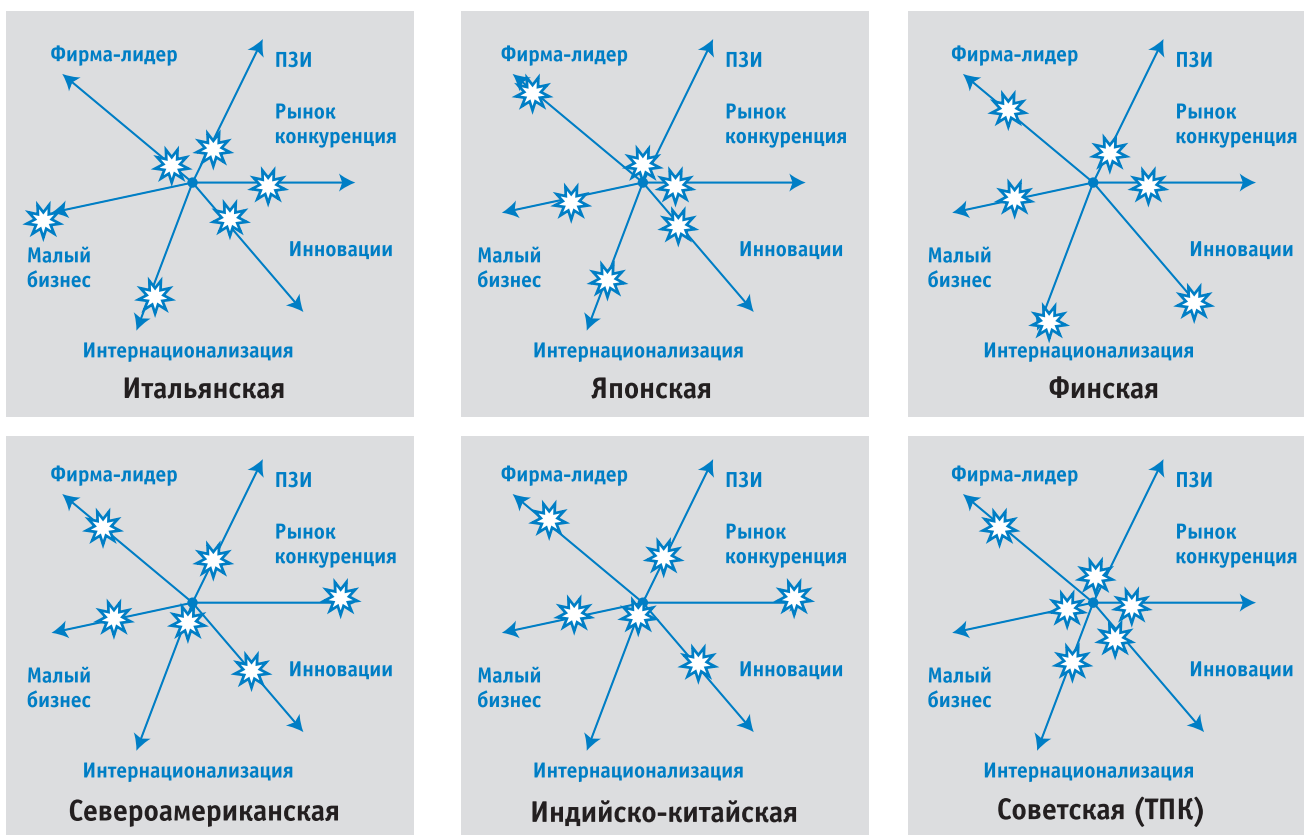 Фирма-лидер
ПЗИ
Рынок
конкуренция
Малый
бизнес
Инновации
Интернационализация
Итальянская
Фирма-лидер
ПЗИ
Рынок
конкуренция
Малый
бизнес
Инновации
Интернационализация
Японская
Фирма-лидер
ПЗИ
Рынок
конкуренция
Малый
бизнес
Инновации
Интернационализация
Финская
Фирма-лидер
ПЗИ
Рынок
конкуренция
Малый
бизнес
Инновации
Интернационализация
Североамериканская
Фирма-лидер
ПЗИ
Рынок
конкуренция
Малый
бизнес
Инновации
Интернационализация
Индийско-китайская
Фирма-лидер
ПЗИ
Рынок
конкуренция
Малый
бизнес
Инновации
Интернационализация
Советская (ТПК)